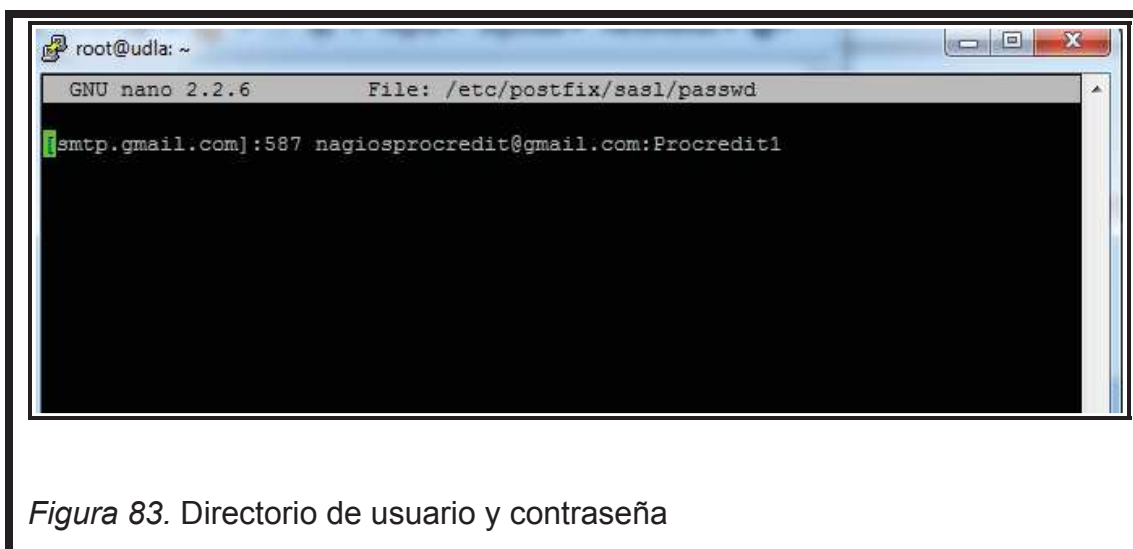 root@udla: ~
GNU nano 2.2.6 File: /etc/postfix/sasl/passwd
[smtp.gmail.com]:587 nagiosprocredit@gmail.com:Procredit1
Figura 83. Directorio de usuario y contraseña